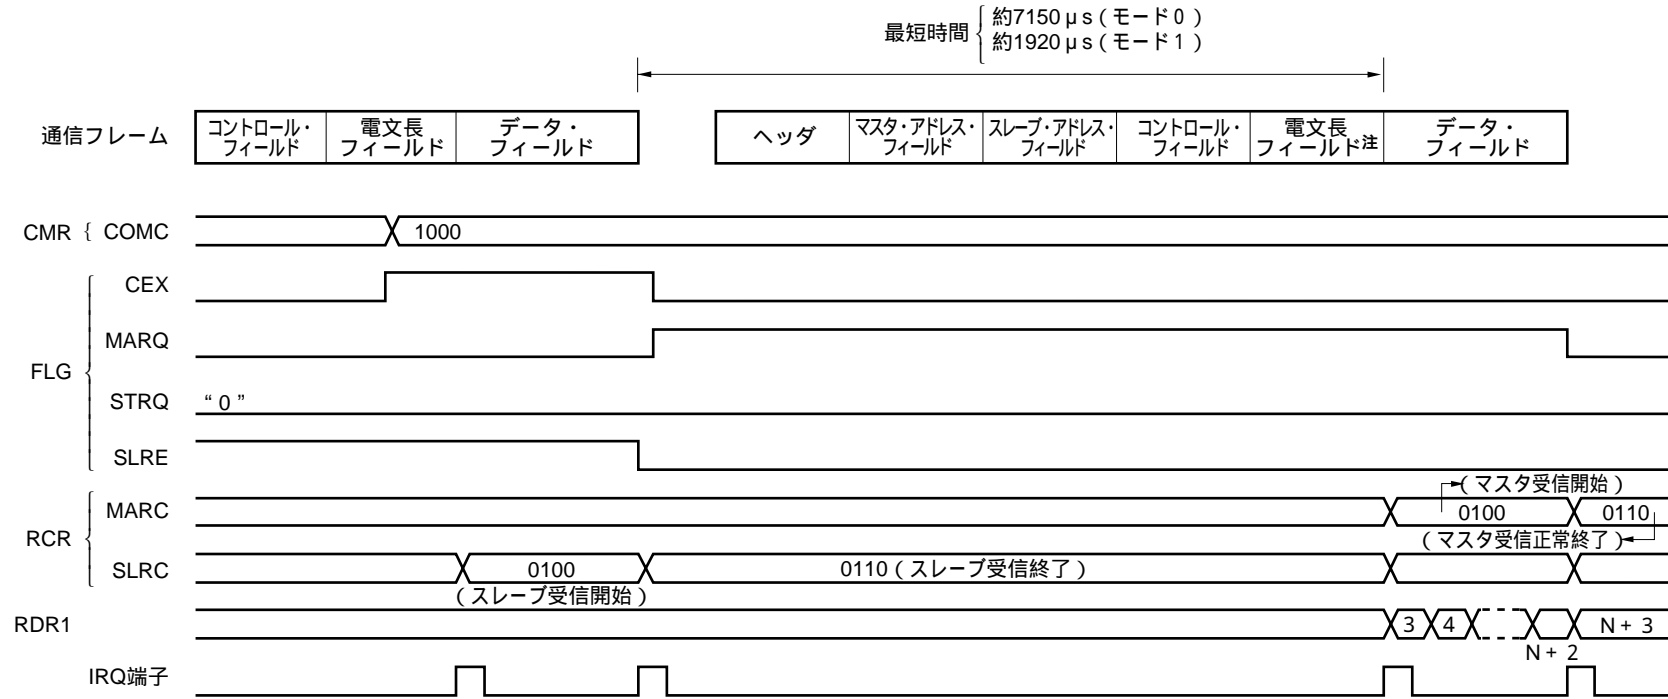 最短時間 約7150μs(モード0)
約1920μs(モード1)
通信フレーム
コントロール・フィールド
電文長フィールド
データ・フィールド
ヘッダ
マスタ・アドレス・フィールド
スレーブ・アドレス・フィールド
コントロール・フィールド
電文長フィールド注
データ・フィールド
CMR { COMC
1000
FLG
CEX
MARQ
STRQ
“0”
SLRE
RCR
MARC
(マスタ受信開始)
0100
0110
(マスタ受信正常終了)
SLRC
0100
0110(スレーブ受信終了)
(スレーブ受信開始)
RDR1
3
4
N+2
N+3
IRQ端子